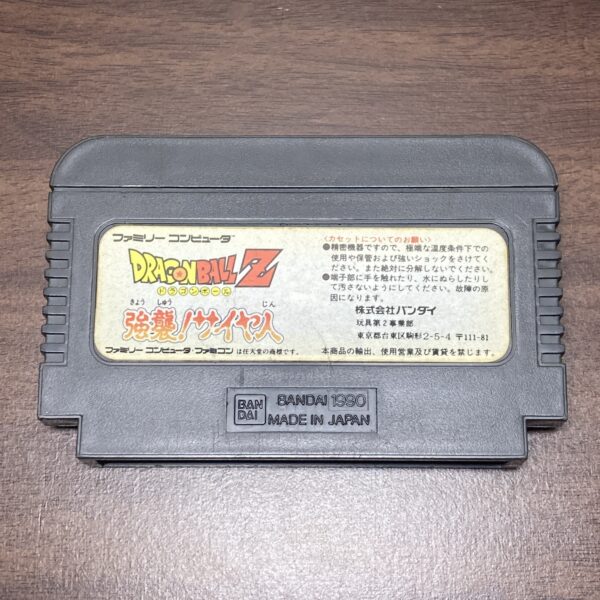 ファミリー コンピュータ™
DRAGONBALL Z
ドラゴンボール
きょう しゅう じん
強襲!サイヤ人
ファミリー コンピュータ・ファミコンは任天堂の商標です。
〈カセットについてのお願い〉
●精密機器ですので、極端な温度条件下での
使用や保管および強いショックをさけてく
ださい。また絶対に分解しないでください。
●端子部に手を触れたり、水にぬらしたりし
て汚さないようにしてください。故障の原
因になります。
株式会社バンダイ
玩具第2事業部
東京都台東区駒形2-5-4 〒111-81
本商品の輸出、使用営業及び賃貸を禁じます。
BAN
DAI
BANDAI 1990
MADE IN JAPAN